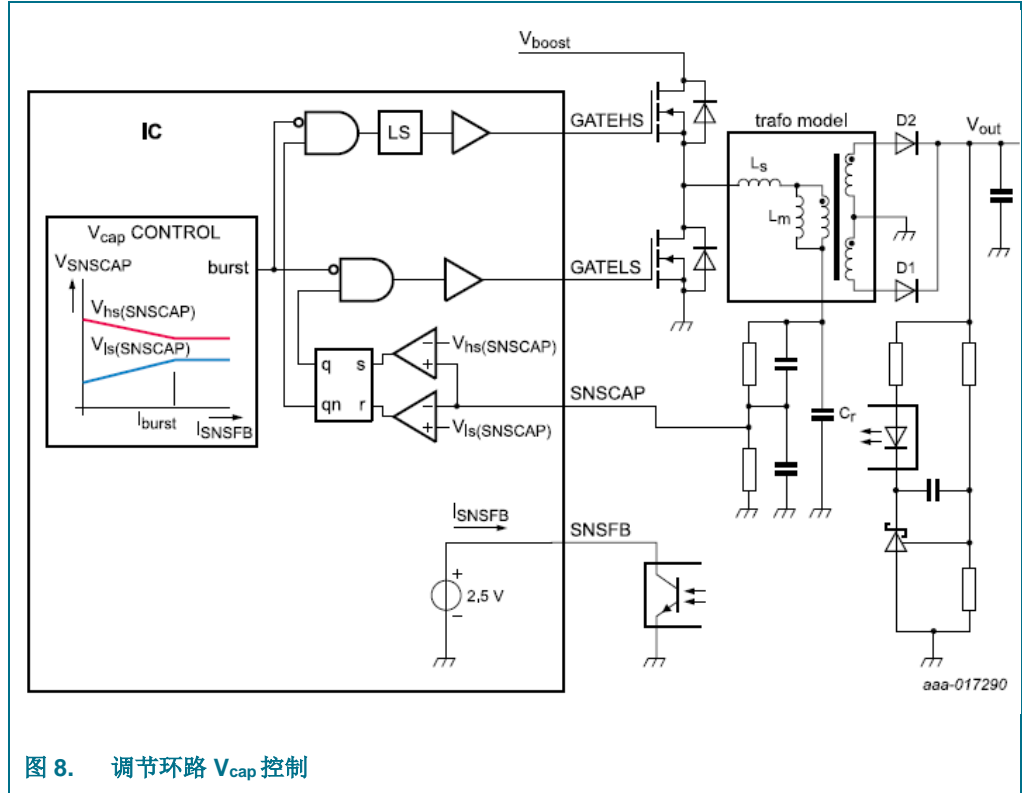 Vboost
IC
GATEHS
LS
trafo model
D2
Vout
Ls
Lm
Vcap CONTROL
VSNSCAP
burst
Vhs(SNSCAP)
Vls(SNSCAP)
Iburst
ISNSFB
GATELS
D1
q
s
qn
r
Vhs(SNSCAP)
Vls(SNSCAP)
− + − +
SNSCAP
Cr
ISNSFB
SNSFB
+
2,5 V
−
aaa-017290
图 8. 调节环路 Vcap 控制